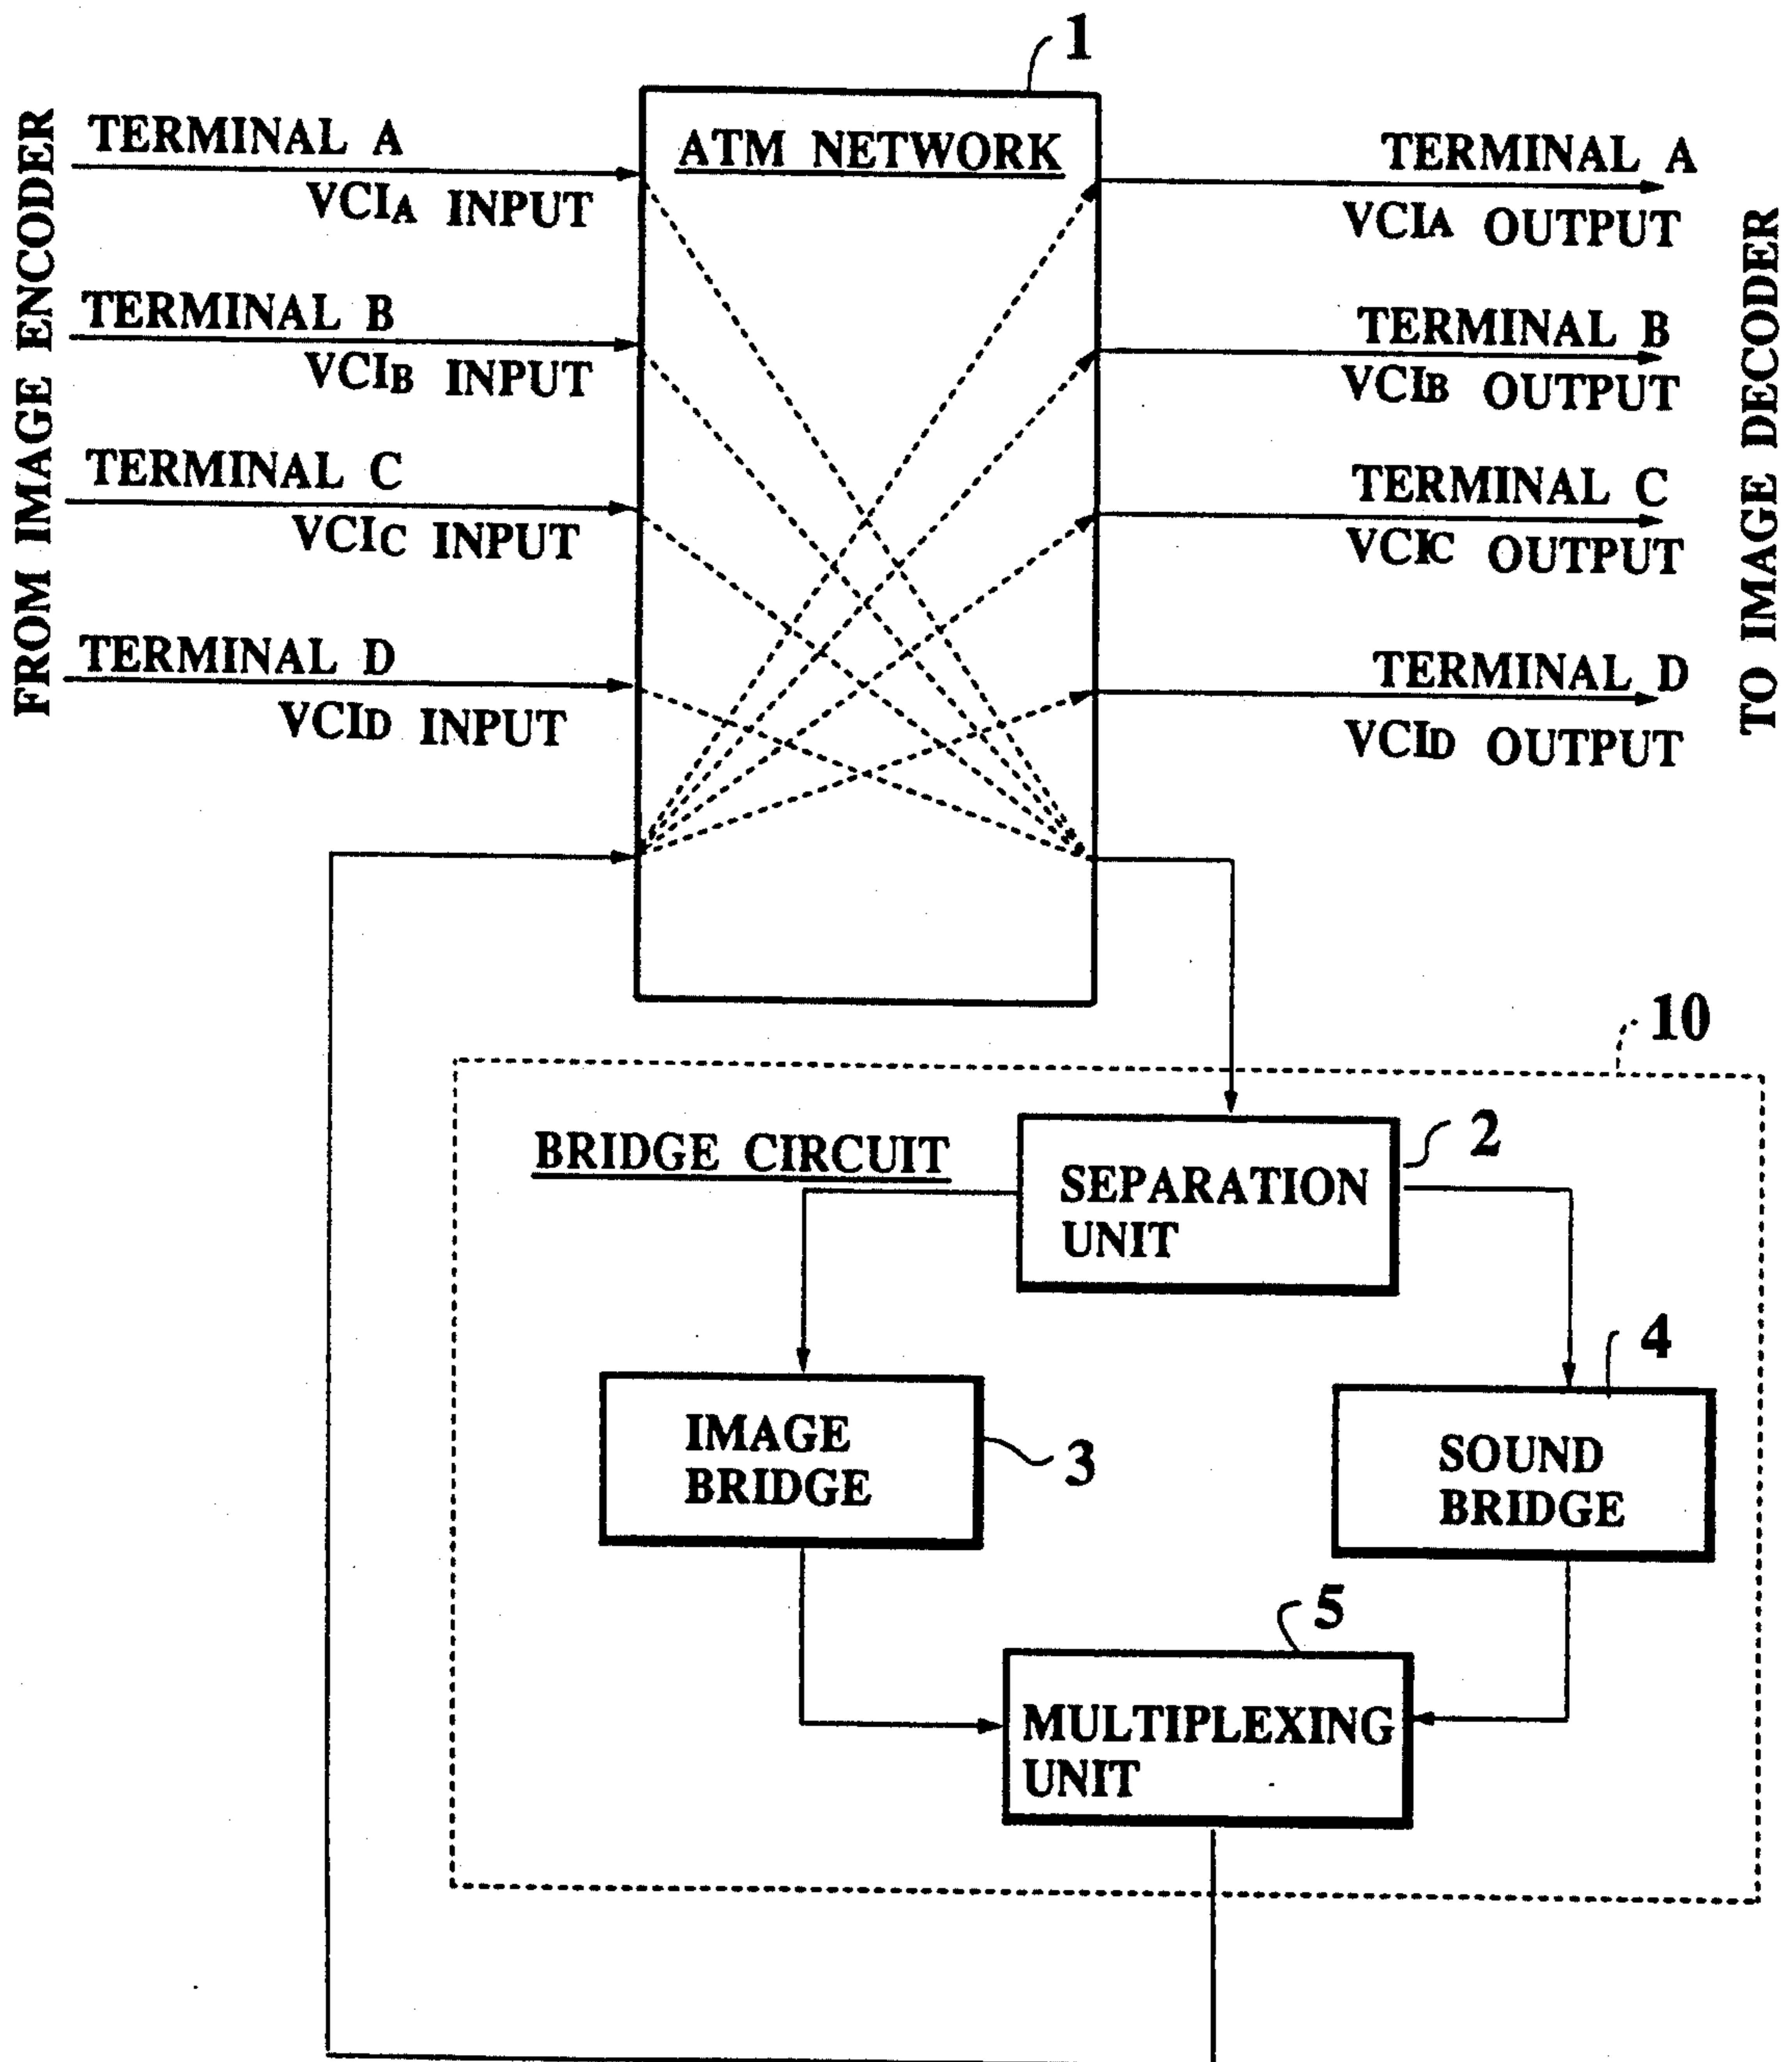 1
FROM IMAGE ENCODER
TERMINAL A
VCIA INPUT
TERMINAL B
VCIB INPUT
TERMINAL C
VCIC INPUT
TERMINAL D
VCID INPUT
ATM NETWORK
TERMINAL A
VCIA OUTPUT
TERMINAL B
VCIB OUTPUT
TERMINAL C
VCIC OUTPUT
TERMINAL D
VCID OUTPUT
TO IMAGE DECODER
10
BRIDGE CIRCUIT
2
SEPARATION
UNIT
IMAGE
BRIDGE
3
4
SOUND
BRIDGE
5
MULTIPLEXING
UNIT